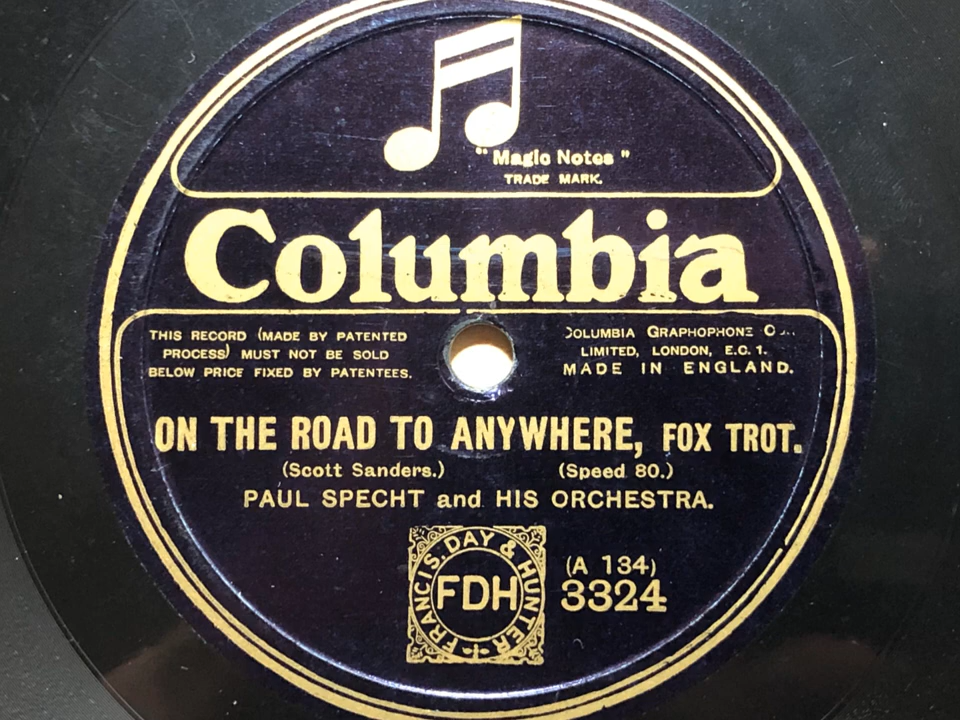 "Magic Notes"
TRADE MARK.
Columbia
THIS RECORD (MADE BY PATENTED
PROCESS) MUST NOT BE SOLD
BELOW PRICE FIXED BY PATENTEES.
COLUMBIA GRAPHOPHONE
LIMITED, LONDON, E.C. 1.
MADE IN ENGLAND.
ON THE ROAD TO ANYWHERE, FOX TROT.
(Scott Sanders.) (Speed 80.)
PAUL SPECHT and HIS ORCHESTRA.
FRANCIS, DAY & HUNTER
FDH
(A 134)
3324